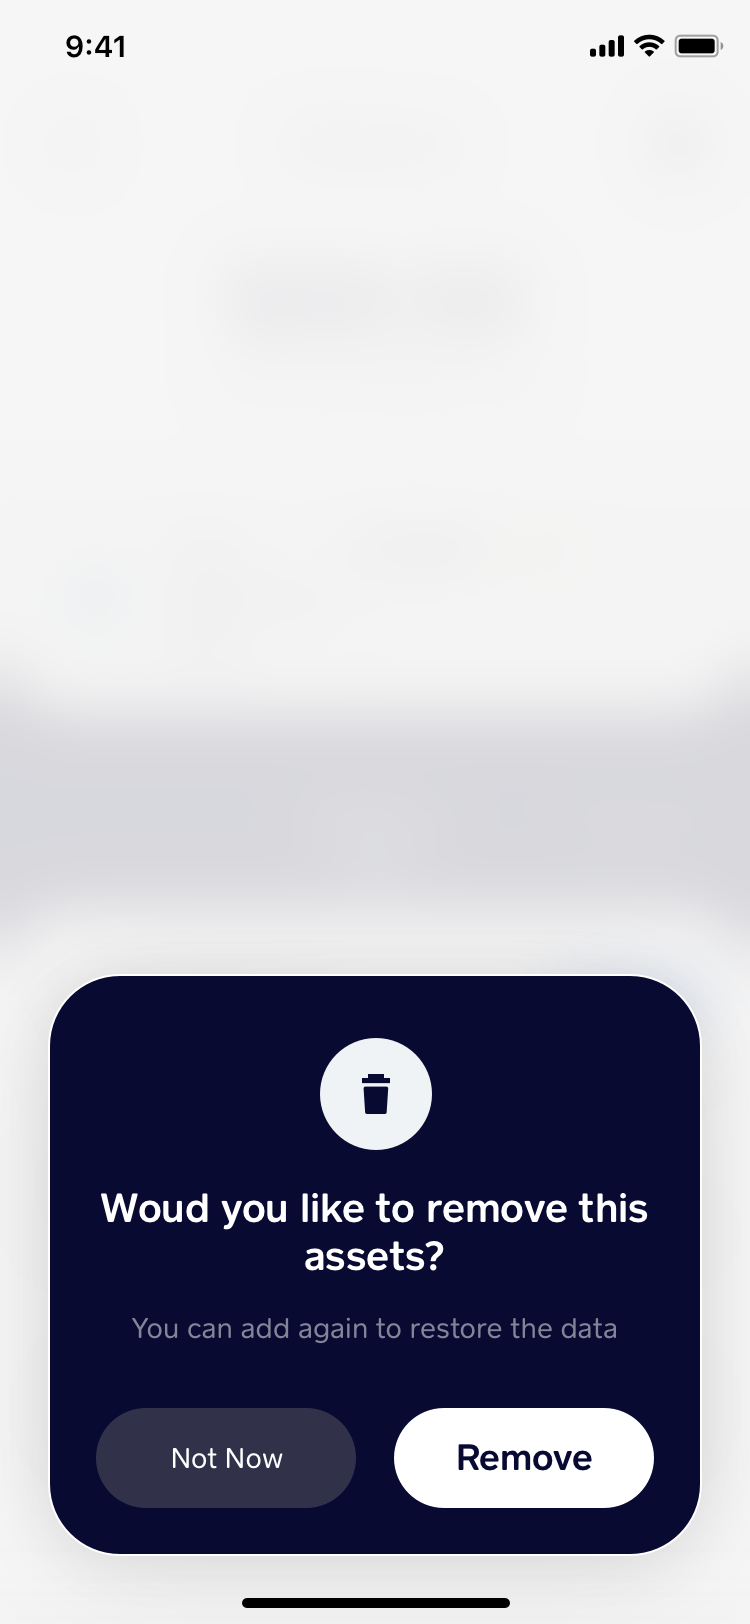 9:41
Woud you like to remove this
assets?
You can add again to restore the data
Not Now
Remove